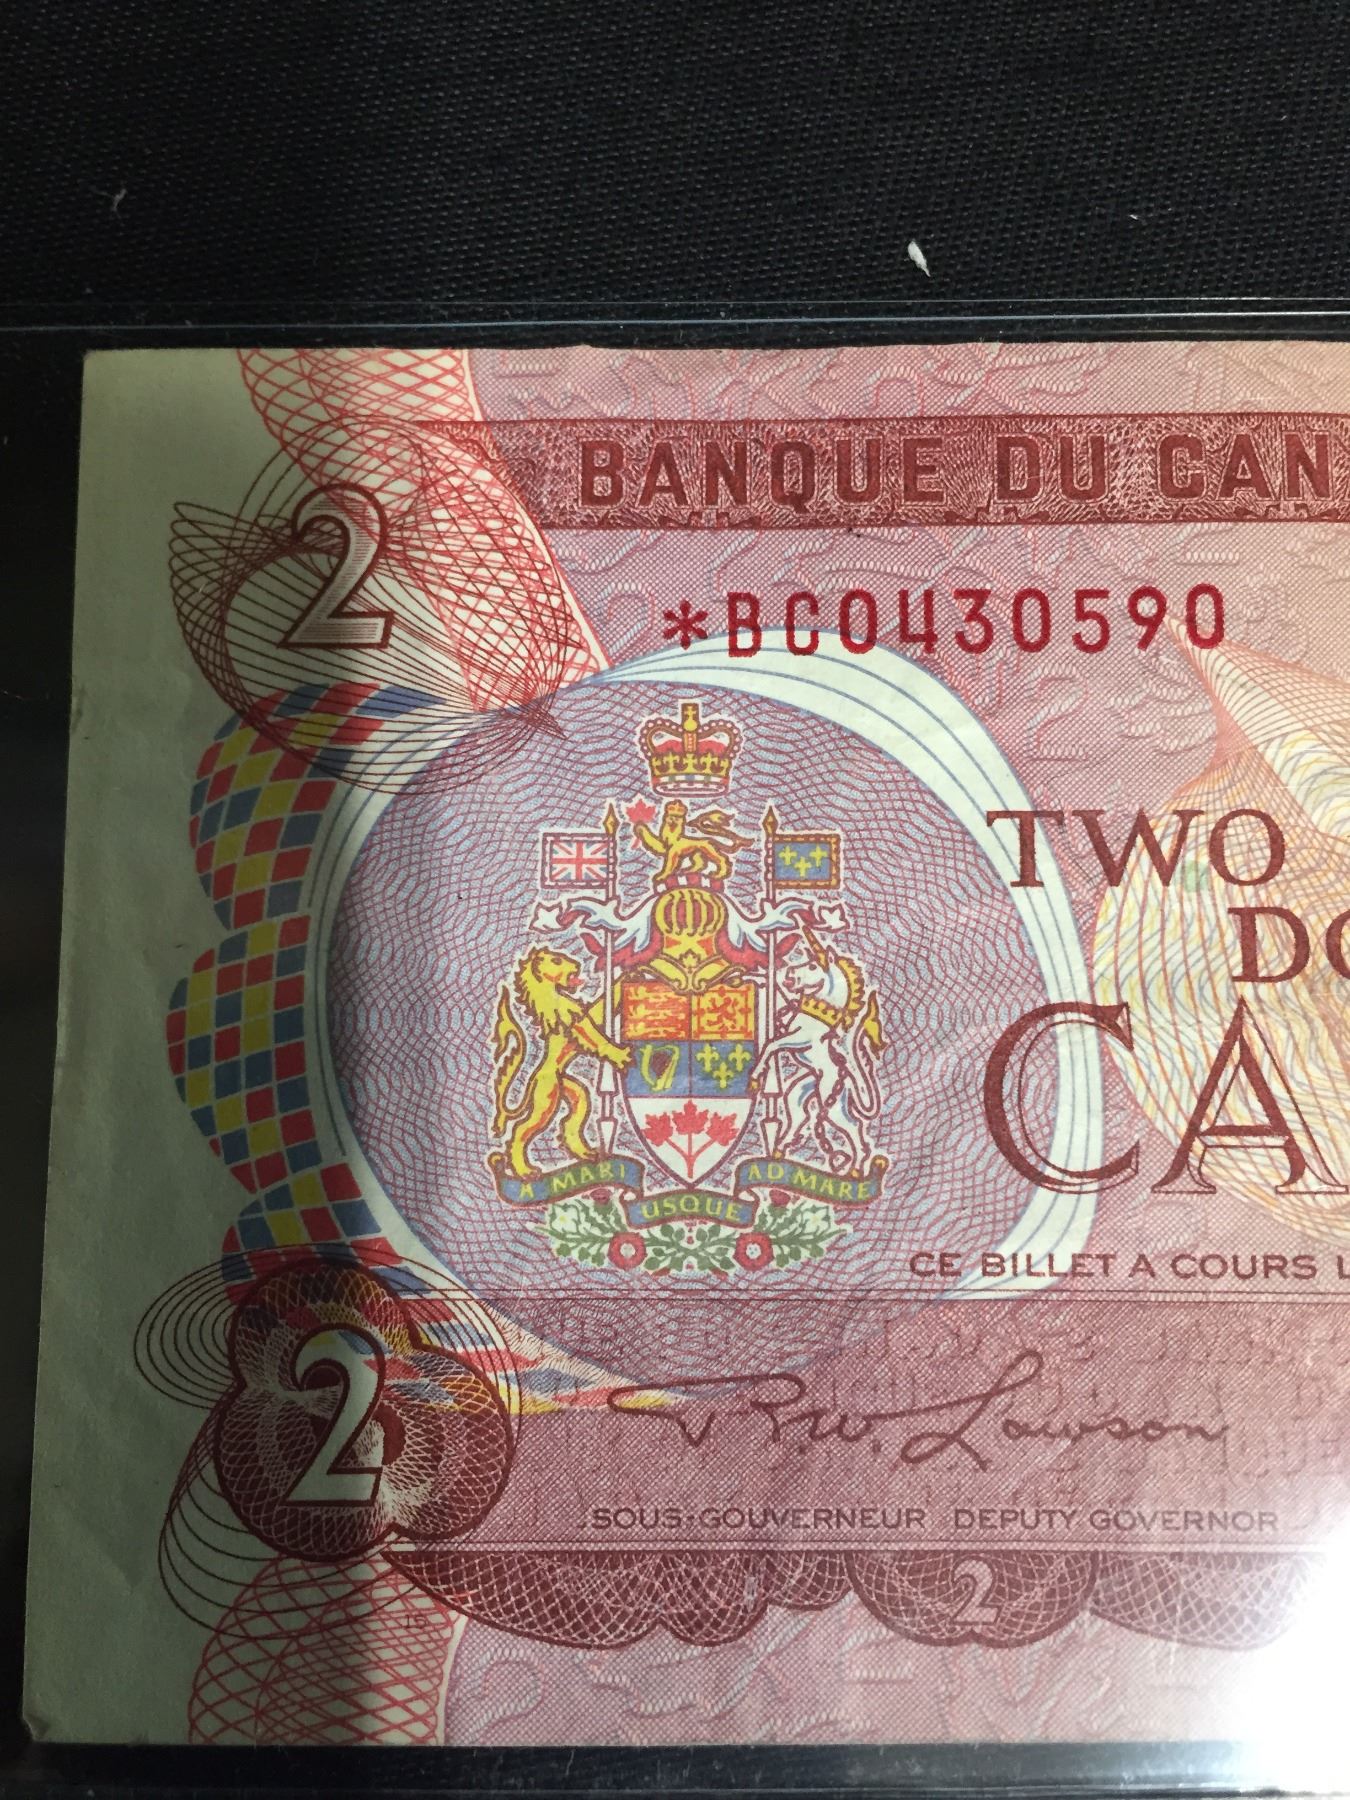 2
BANQUE DU CAN
*BC0430590
TWO
DO
CA
A MARI USQUE AD MARE
CE BILLET A COURS L
2
R.W. Lawson
SOUS-GOUVERNEUR DEPUTY GOVERNOR
2
15